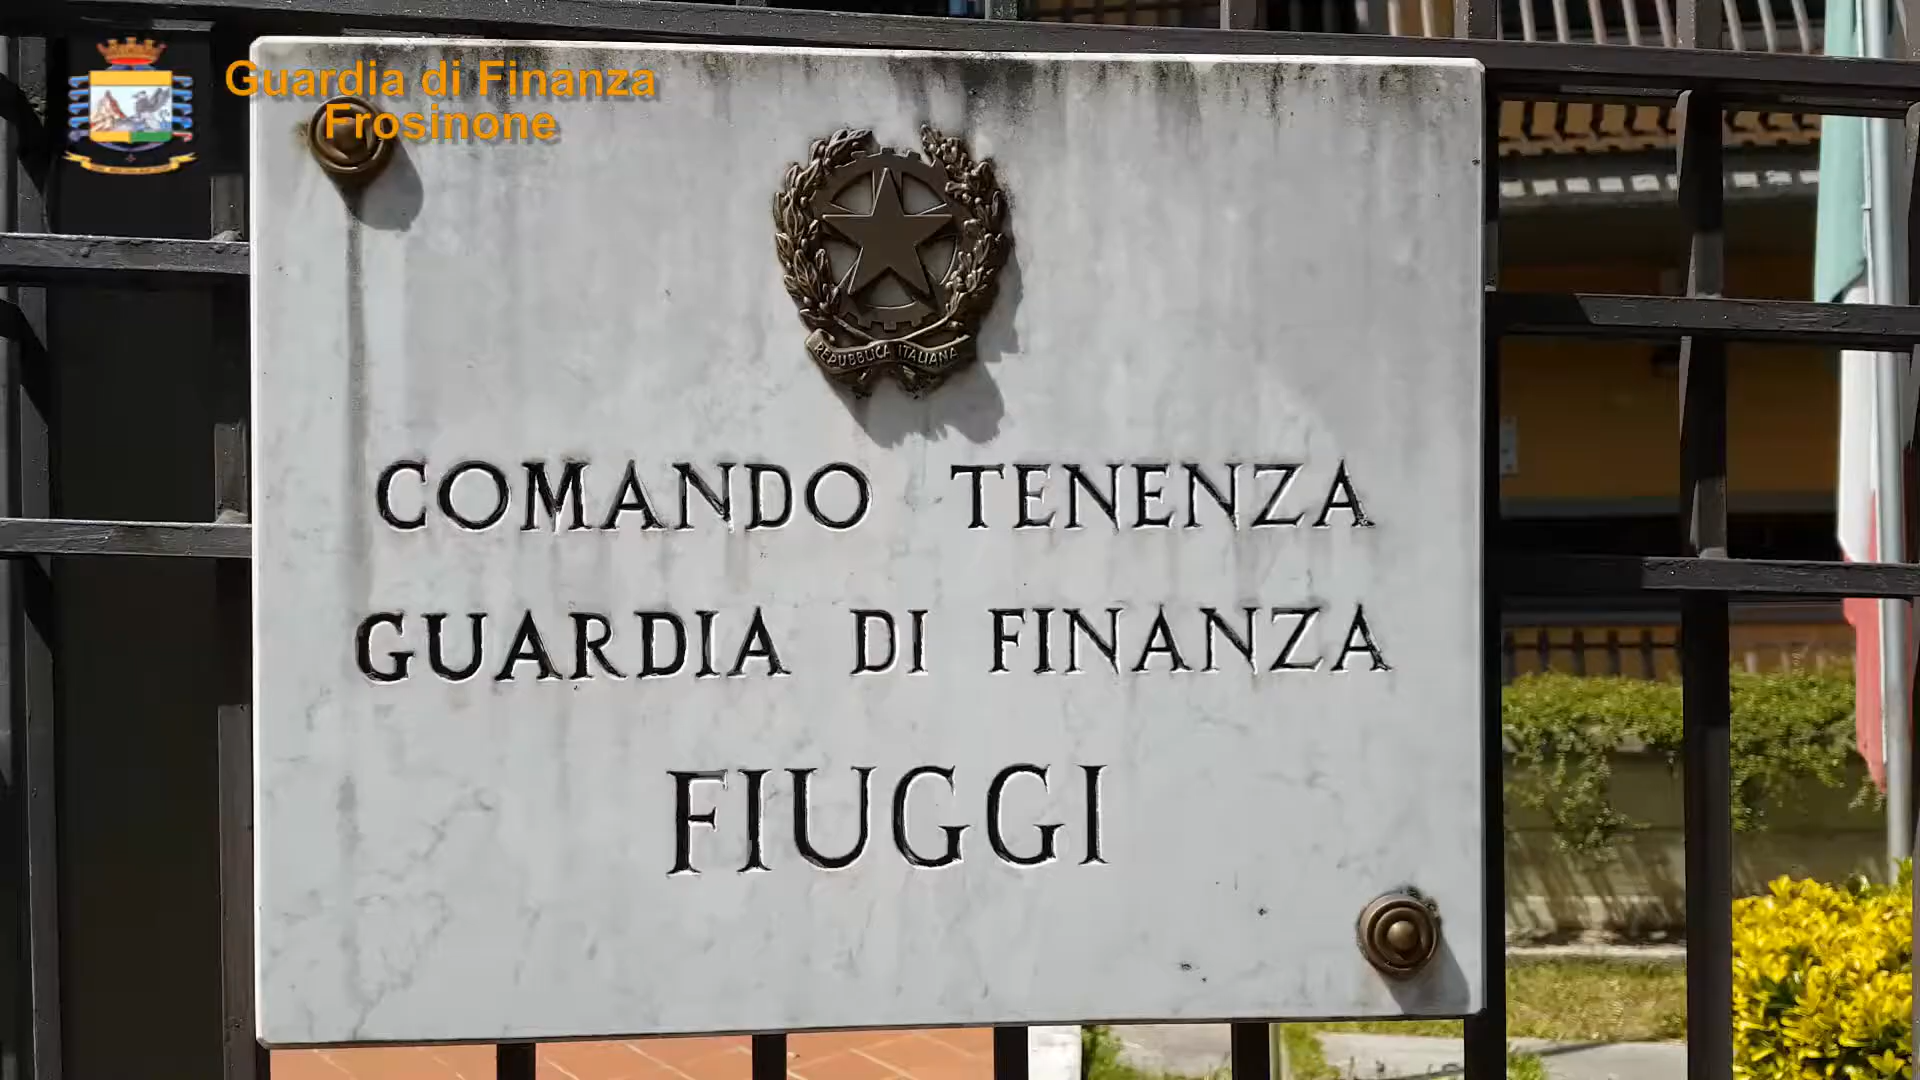 Guardia di Finanza
Frosinone
REPUBBLICA ITALIANA
COMANDO TENENZA
GUARDIA DI FINANZA
FIUGGI